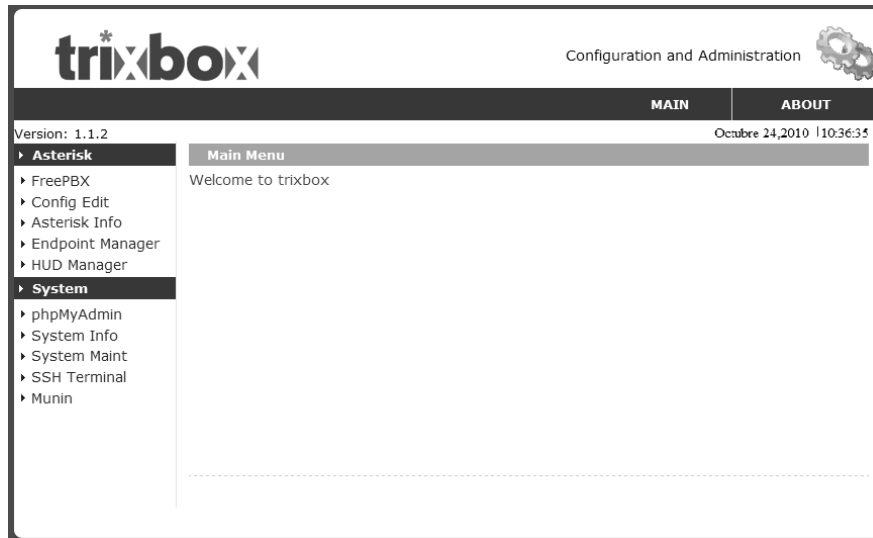 trixbox
Configuration and Administration
MAIN
ABOUT
Version: 1.1.2
Octubre 24,2010 |10:36:35
Asterisk
Main Menu
FreePBX
Welcome to trixbox
Config Edit
Asterisk Info
Endpoint Manager
HUD Manager
System
phpMyAdmin
System Info
System Maint
SSH Terminal
Munin